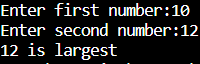 Enter first number:10
Enter second number:12
12 is largest